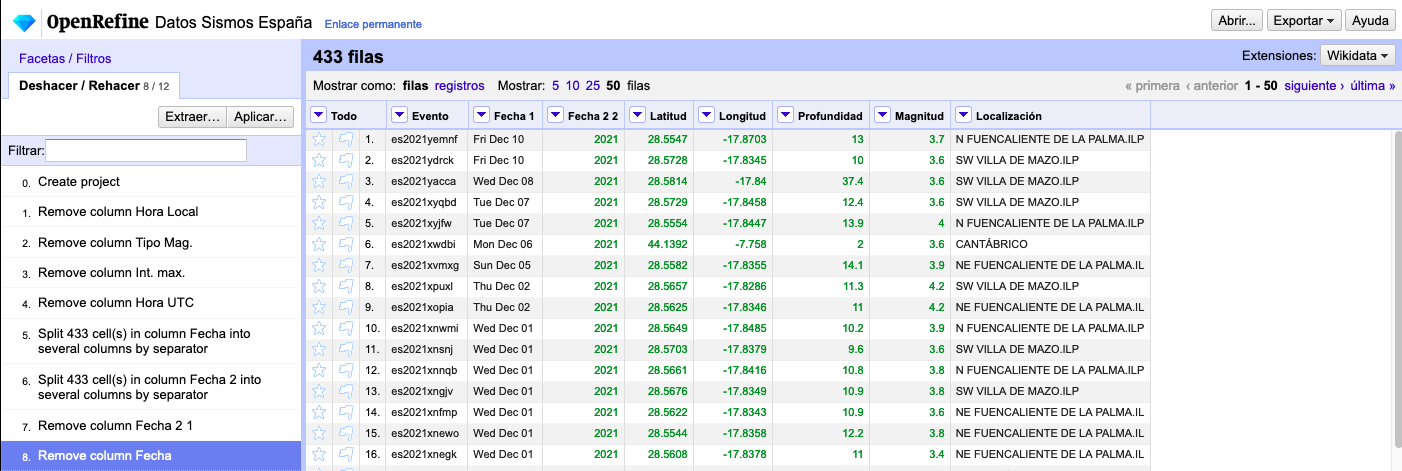 OpenRefine Datos Sismos España Enlace permanente Abrir... Exportar Ayuda
Facetas / Filtros
Deshacer / Rehacer 8 / 12
Extraer... Aplicar...
Filtrar:
0. Create project
1. Remove column Hora Local
2. Remove column Tipo Mag.
3. Remove column Int. max.
4. Remove column Hora UTC
5. Split 433 cell(s) in column Fecha into
several columns by separator
6. Split 433 cell(s) in column Fecha 2 into
several columns by separator
7. Remove column Fecha 2 1
8. Remove column Fecha
433 filas Extensiones: Wikidata
Mostrar como: filas registros Mostrar: 5 10 25 50 filas « primera ‹ anterior 1 - 50 siguiente › última »
Todo Evento Fecha 1 Fecha 2 2 Latitud Longitud Profundidad Magnitud Localización
1. es2021yemnf Fri Dec 10 2021 28.5547 -17.8703 13 3.7 N FUENCALIENTE DE LA PALMA.ILP
2. es2021ydrck Fri Dec 10 2021 28.5728 -17.8345 10 3.6 SW VILLA DE MAZO.ILP
3. es2021yacca Wed Dec 08 2021 28.5814 -17.84 37.4 3.6 SW VILLA DE MAZO.ILP
4. es2021xyqbd Tue Dec 07 2021 28.5729 -17.8458 12.4 3.6 SW VILLA DE MAZO.ILP
5. es2021xyjfw Tue Dec 07 2021 28.5554 -17.8447 13.9 4 N FUENCALIENTE DE LA PALMA.ILP
6. es2021xwdbi Mon Dec 06 2021 44.1392 -7.758 2 3.6 CANTÁBRICO
7. es2021xvmxg Sun Dec 05 2021 28.5582 -17.8355 14.1 3.9 NE FUENCALIENTE DE LA PALMA.IL
8. es2021xpuxl Thu Dec 02 2021 28.5657 -17.8286 11.3 4.2 SW VILLA DE MAZO.ILP
9. es2021xopia Thu Dec 02 2021 28.5625 -17.8346 11 4.2 NE FUENCALIENTE DE LA PALMA.IL
10. es2021xnwmi Wed Dec 01 2021 28.5649 -17.8485 10.2 3.9 N FUENCALIENTE DE LA PALMA.ILP
11. es2021xnsnj Wed Dec 01 2021 28.5703 -17.8379 9.6 3.6 SW VILLA DE MAZO.ILP
12. es2021xnnqb Wed Dec 01 2021 28.5661 -17.8416 10.8 3.8 N FUENCALIENTE DE LA PALMA.ILP
13. es2021xngjv Wed Dec 01 2021 28.5676 -17.8349 10.9 3.8 SW VILLA DE MAZO.ILP
14. es2021xnfmp Wed Dec 01 2021 28.5622 -17.8343 10.9 3.6 NE FUENCALIENTE DE LA PALMA.IL
15. es2021xnewo Wed Dec 01 2021 28.5544 -17.8358 12.2 3.8 NE FUENCALIENTE DE LA PALMA.IL
16. es2021xnegk Wed Dec 01 2021 28.5608 -17.8378 11 3.4 NE FUENCALIENTE DE LA PALMA.IL